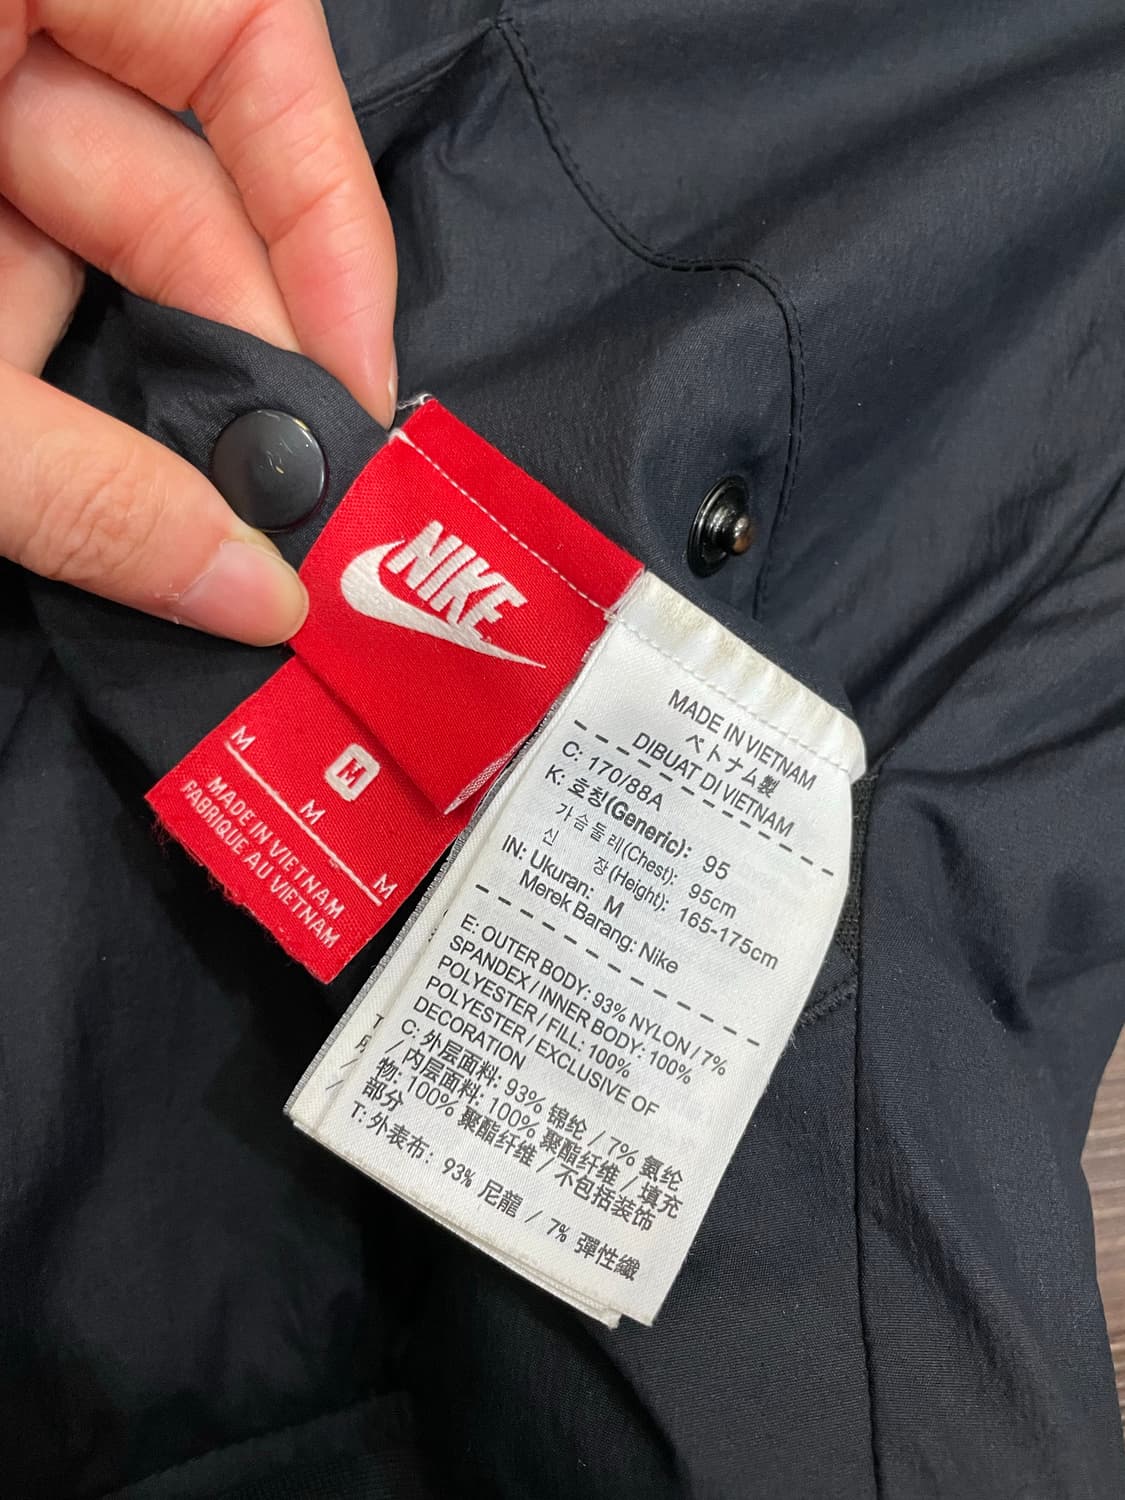 NIKE
M
M
M
M
MADE IN VIETNAM
FABRIQUE AU VIETNAM
MADE IN VIETNAM
ベトナム製
DIBUAT DI VIETNAM
C: 170/88A
K: 호칭(Generic): 95
가슴둘레(Chest): 95cm
신 장(Height): 165-175cm
IN: Ukuran: M
Merek Barang: Nike
E: OUTER BODY: 93% NYLON / 7%
SPANDEX / INNER BODY: 100%
POLYESTER / FILL: 100%
POLYESTER / EXCLUSIVE OF
DECORATION
C: 外层面料: 93% 锦纶 / 7% 氨纶
/ 内层面料: 100% 聚酯纤维 / 填充
物: 100% 聚酯纤维 / 不包括装饰
部分
T: 外表布: 93% 尼龍 / 7% 彈性纖